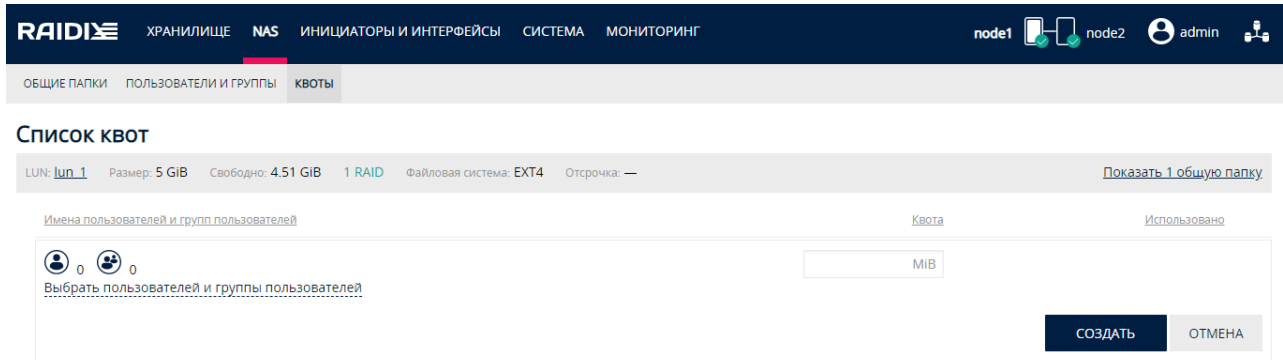 RAIDIX ХРАНИЛИЩЕ NAS ИНИЦИАТОРЫ И ИНТЕРФЕЙСЫ СИСТЕМА МОНИТОРИНГ node1 node2 admin
ОБЩИЕ ПАПКИ ПОЛЬЗОВАТЕЛИ И ГРУППЫ КВОТЫ
Список квот
LUN: lun_1 Размер: 5 GiB Свободно: 4.51 GiB 1 RAID Файловая система: EXT4 Отсрочка: — Показать 1 общую папку
Имена пользователей и групп пользователей Квота Использовано
0 0 MiB
Выбрать пользователей и группы пользователей
СОЗДАТЬ ОТМЕНА